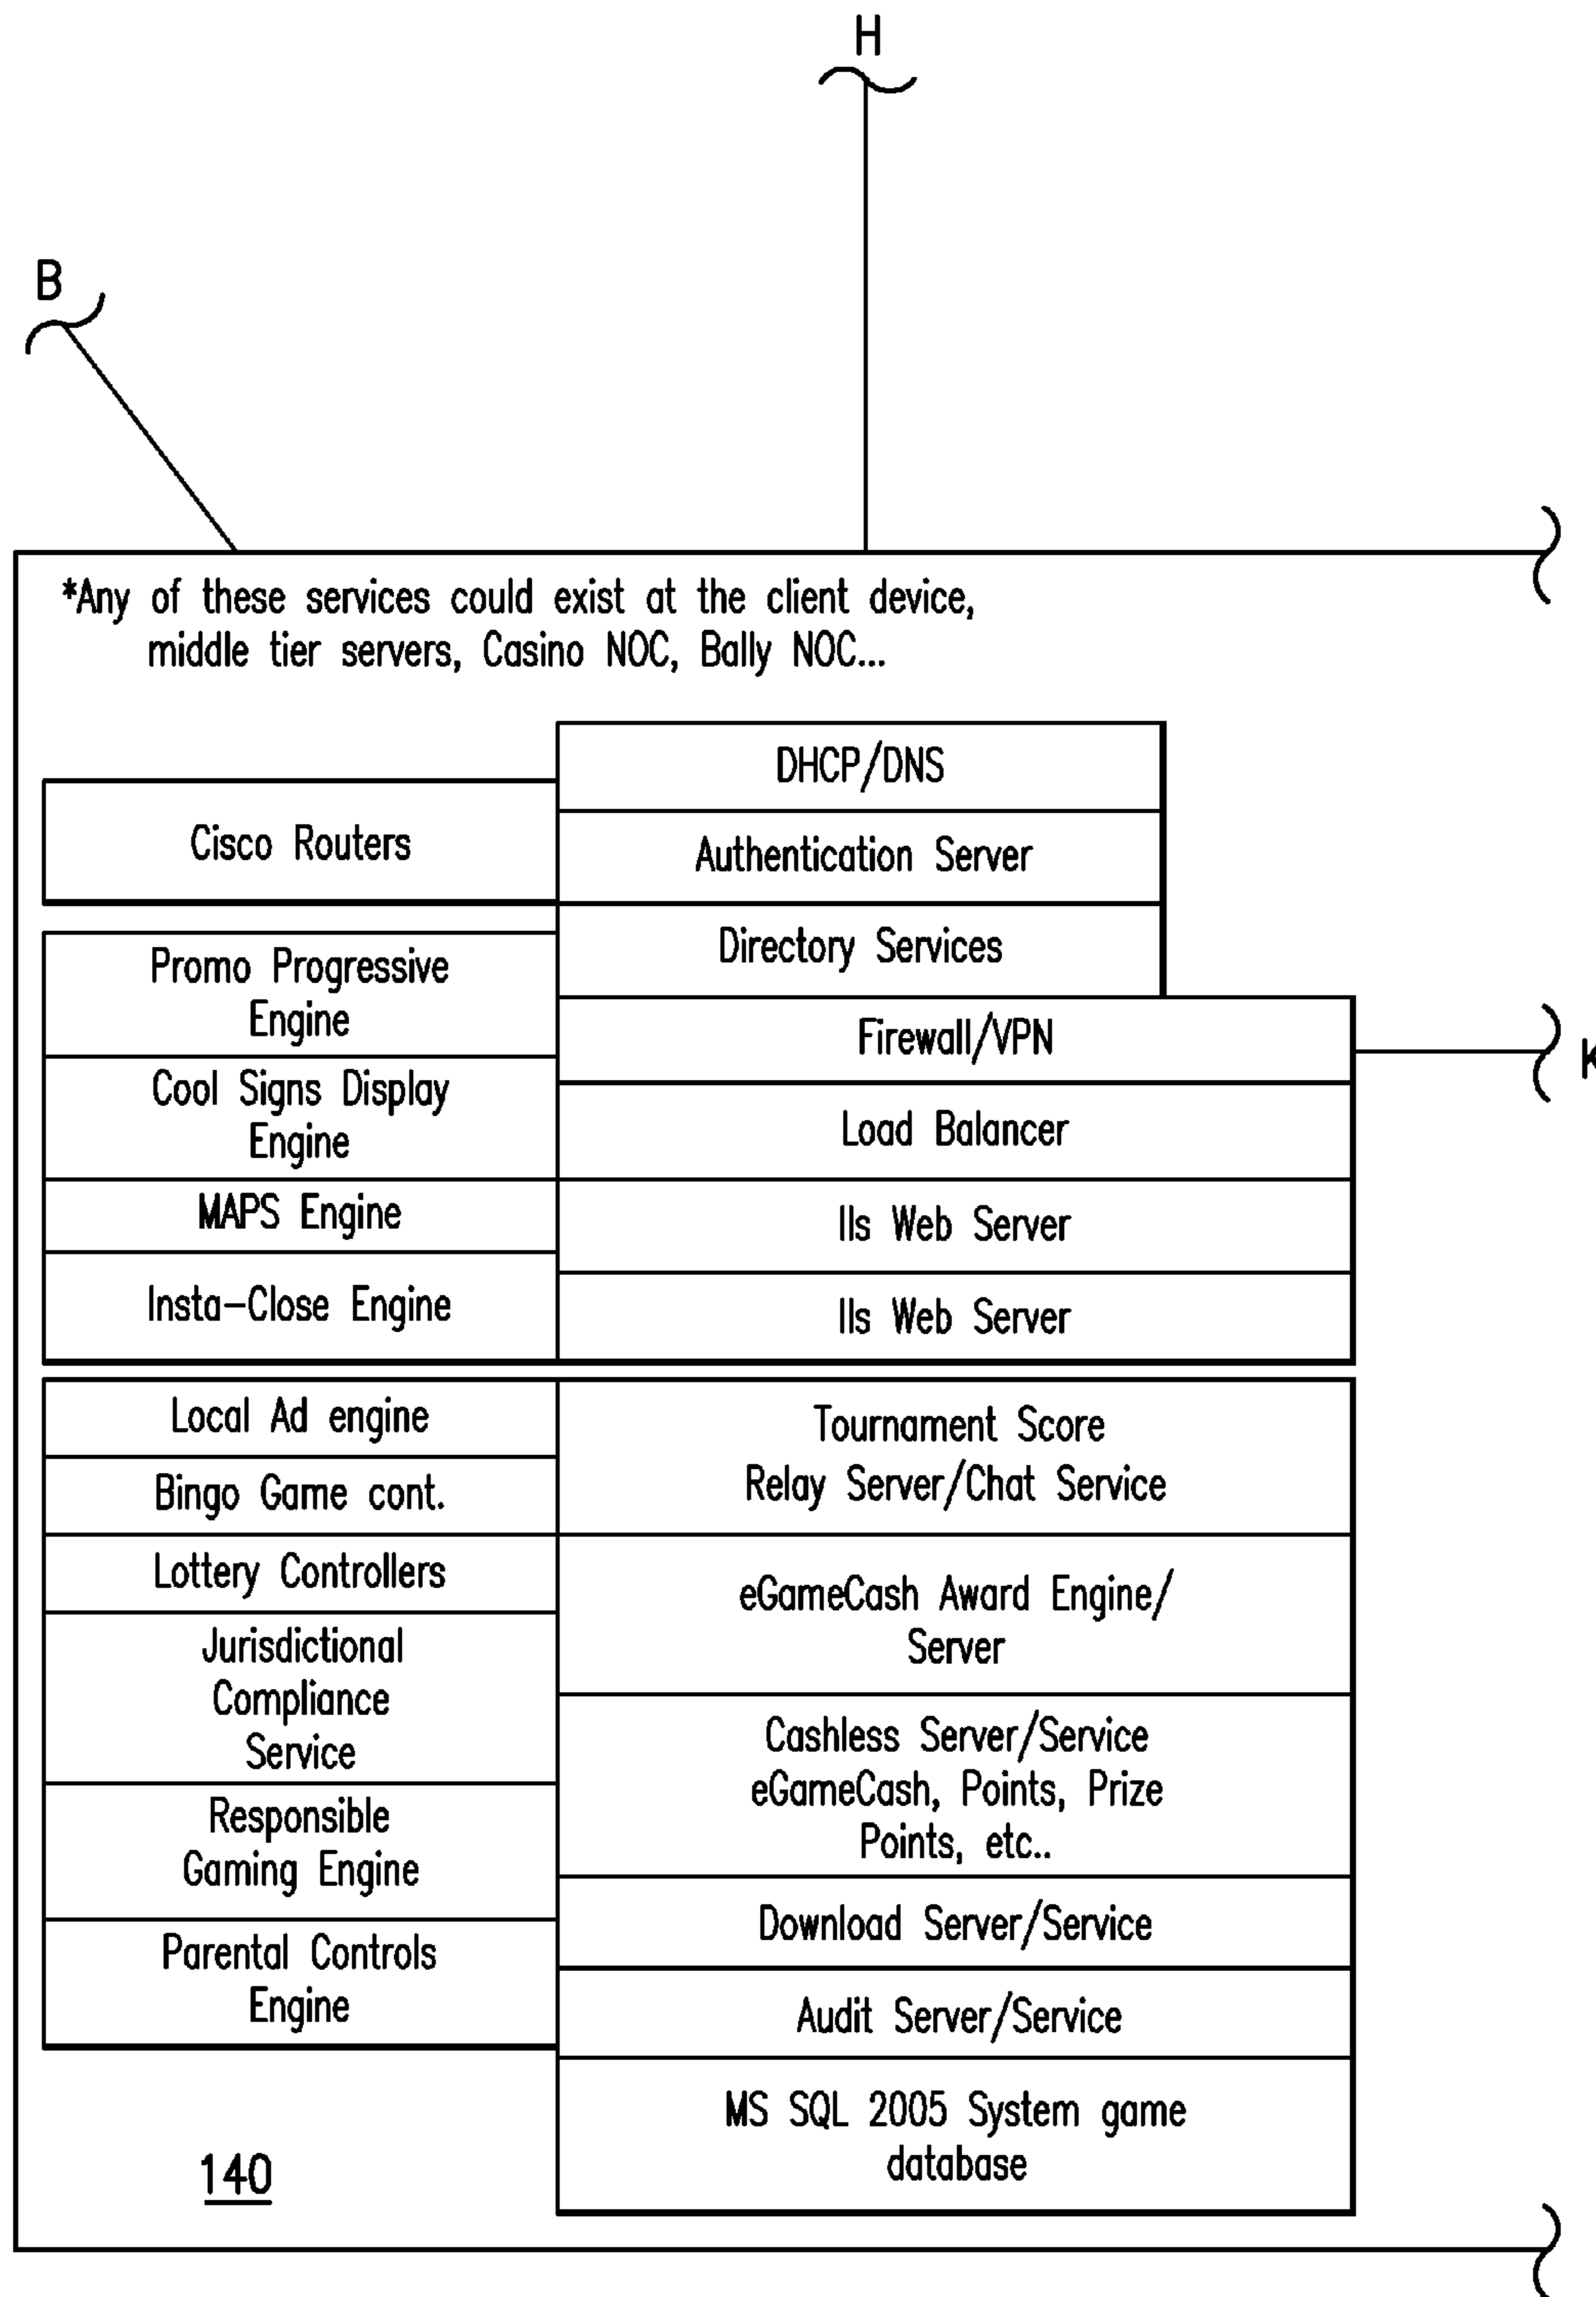 H
B
*Any of these services could exist at the client device,
middle tier servers, Casino NOC, Bally NOC...
DHCP/DNS
Cisco Routers
Authentication Server
Directory Services
Promo Progressive
Engine
Firewall/VPN
K
Cool Signs Display
Engine
Load Balancer
MAPS Engine
IIs Web Server
Insta-Close Engine
IIs Web Server
Local Ad engine
Bingo Game cont.
Lottery Controllers
Jurisdictional
Compliance
Service
Responsible
Gaming Engine
Parental Controls
Engine
Tournament Score
Relay Server/Chat Service
eGameCash Award Engine/
Server
Cashless Server/Service
eGameCash, Points, Prize
Points, etc..
Download Server/Service
Audit Server/Service
MS SQL 2005 System game
database
140